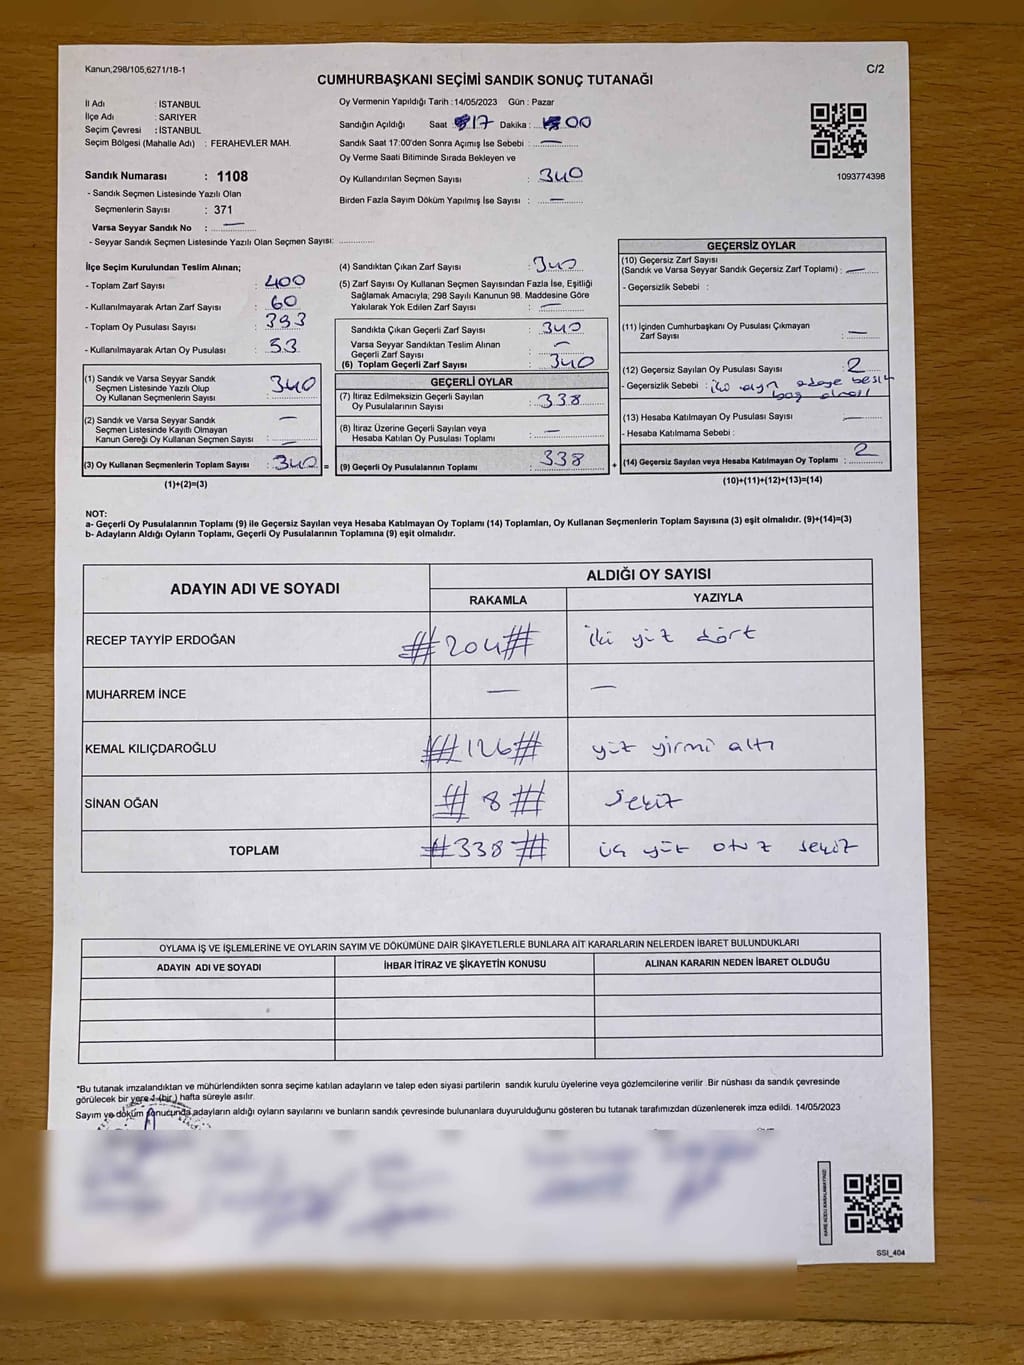 Kanun,298/105,6271/18-1
C/2
CUMHURBAŞKANI SEÇİMİ SANDIK SONUÇ TUTANAĞI
İl Adı : İSTANBUL
İlçe Adı : SARIYER
Seçim Çevresi : İSTANBUL
Seçim Bölgesi (Mahalle Adı) : FERAHEVLER MAH.
Sandık Numarası : 1108
- Sandık Seçmen Listesinde Yazılı Olan
Seçmenlerin Sayısı : 371
Varsa Seyyar Sandık No : —
- Seyyar Sandık Seçmen Listesinde Yazılı Olan Seçmen Sayısı:
Oy Vermenin Yapıldığı Tarih :14/05/2023 Gün : Pazar
Sandığın Açıldığı Saat 17 Dakika : 00
Sandık Saat 17:00'den Sonra Açımış İse Sebebi : —
Oy Verme Saati Bitiminde Sırada Bekleyen ve
Oy Kullandırılan Seçmen Sayısı : 340
Birden Fazla Sayım Döküm Yapılmış İse Sayısı : —
1093774398
İlçe Seçim Kurulundan Teslim Alınan;
- Toplam Zarf Sayısı : 400
- Kullanılmayarak Artan Zarf Sayısı : 60
- Toplam Oy Pusulası Sayısı : 393
- Kullanılmayarak Artan Oy Pusulası : 53
(1) Sandık ve Varsa Seyyar Sandık
Seçmen Listesinde Yazılı Olup
Oy Kullanan Seçmenlerin Sayısı : 340
(2) Sandık ve Varsa Seyyar Sandık
Seçmen Listesinde Kayıtlı Olmayan
Kanun Gereği Oy Kullanan Seçmen Sayısı : —
(3) Oy Kullanan Seçmenlerin Toplam Sayısı : 340 =
(1)+(2)=(3)
(4) Sandıktan Çıkan Zarf Sayısı : 340
(5) Zarf Sayısı Oy Kullanan Seçmen Sayısından Fazla İse, Eşitliği
Sağlamak Amacıyla; 298 Sayılı Kanunun 98. Maddesine Göre
Yakılarak Yok Edilen Zarf Sayısı : —
Sandıkta Çıkan Geçerli Zarf Sayısı : 340
Varsa Seyyar Sandıktan Teslim Alınan
Geçerli Zarf Sayısı : —
(6) Toplam Geçerli Zarf Sayısı : 340
GEÇERLİ OYLAR
(7) İtiraz Edilmeksizin Geçerli Sayılan
Oy Pusulalarının Sayısı : 338
(8) İtiraz Üzerine Geçerli Sayılan veya
Hesaba Katılan Oy Pusulası Toplamı : —
(9) Geçerli Oy Pusulalarının Toplamı : 338 +
GEÇERSİZ OYLAR
(10) Geçersiz Zarf Sayısı
(Sandık ve Varsa Seyyar Sandık Geçersiz Zarf Toplamı) : —
- Geçersizlik Sebebi :
(11) İçinden Cumhurbaşkanı Oy Pusulası Çıkmayan
Zarf Sayısı : —
(12) Geçersiz Sayılan Oy Pusulası Sayısı : 2
- Geçersizlik Sebebi : iki ayrı adaya
(13) Hesaba Katılmayan Oy Pusulası Sayısı : —
- Hesaba Katılmama Sebebi :
(14) Geçersiz Sayılan veya Hesaba Katılmayan Oy Toplamı : 2
(10)+(11)+(12)+(13)=(14)
NOT:
a- Geçerli Oy Pusulalarının Toplamı (9) ile Geçersiz Sayılan veya Hesaba Katılmayan Oy Toplamı (14) Toplamları, Oy Kullanan Seçmenlerin Toplam Sayısına (3) eşit olmalıdır. (9)+(14)=(3)
b- Adayların Aldığı Oyların Toplamı, Geçerli Oy Pusulalarının Toplamına (9) eşit olmalıdır.
ADAYIN ADI VE SOYADI
ALDIĞI OY SAYISI
RAKAMLA YAZIYLA
RECEP TAYYİP ERDOĞAN #204# iki yüz dört
MUHARREM İNCE — —
KEMAL KILIÇDAROĞLU #126# yüz yirmi altı
SİNAN OĞAN # 8 # sekiz
TOPLAM #338# üç yüz otuz sekiz
OYLAMA İŞ VE İŞLEMLERİNE VE OYLARIN SAYIM VE DÖKÜMÜNE DAİR ŞİKAYETLERLE BUNLARA AİT KARARLARIN NELERDEN İBARET BULUNDUKLARI
ADAYIN ADI VE SOYADI İHBAR İTİRAZ VE ŞİKAYETİN KONUSU ALINAN KARARIN NEDEN İBARET OLDUĞU
*Bu tutanak imzalandıktan ve mühürlendikten sonra seçime katılan adayların ve talep eden siyasi partilerin sandık kurulu üyelerine veya gözlemcilerine verilir .Bir nüshası da sandık çevresinde
görülecek bir yere 1 (bir ) hafta süreyle asılır.
Sayım ve döküm sonucunda adayların aldığı oyların sayılarını ve bunların sandık çevresinde bulunanlara duyurulduğunu gösteren bu tutanak tarafımızdan düzenlenerek imza edildi. 14/05/2023
SSI_404